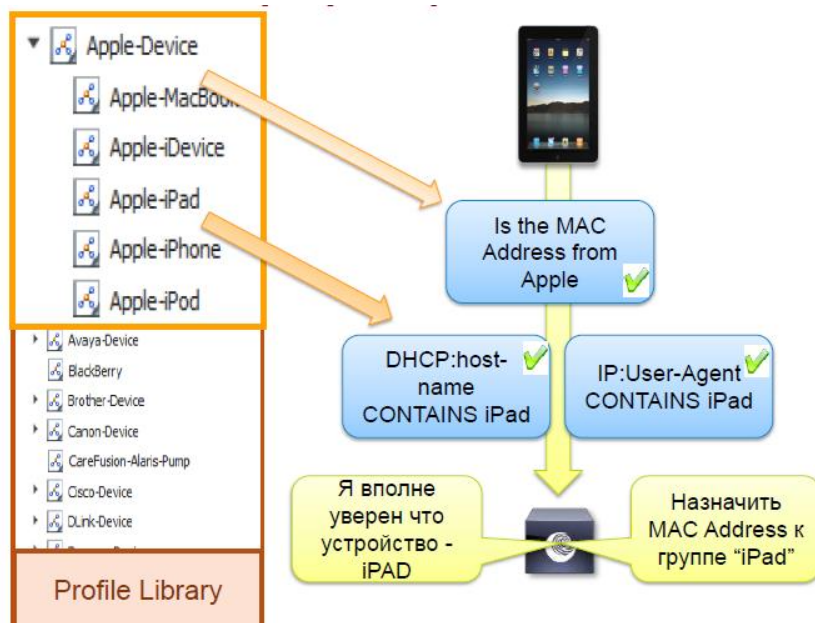 Apple-Device
Apple-MacBook
Apple-iDevice
Apple-iPad
Apple-iPhone
Apple-iPod
Avaya-Device
BlackBerry
Brother-Device
Canon-Device
CareFusion-Alaris-Pump
Cisco-Device
DLink-Device
Profile Library
Is the MAC
Address from
Apple
DHCP:host-
name
CONTAINS iPad
IP:User-Agent
CONTAINS iPad
Я вполне
уверен что
устройство -
iPAD
Назначить
MAC Address к
группе “iPad”